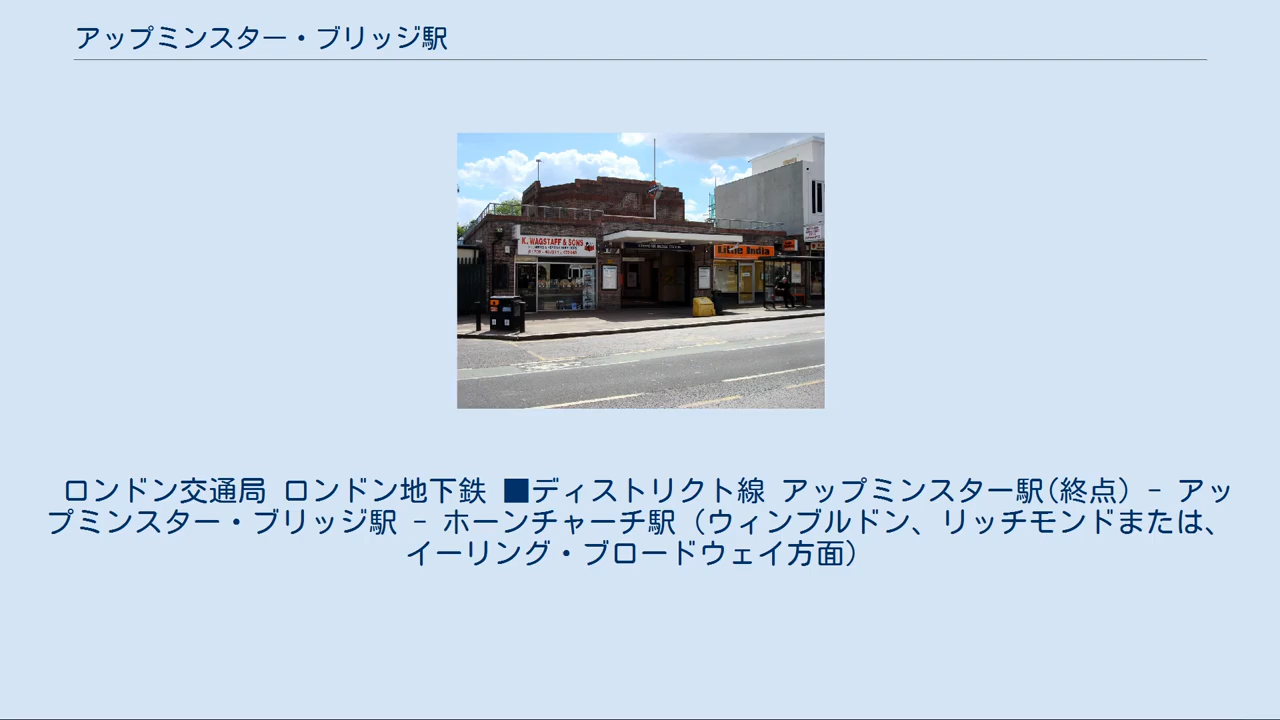 アップミンスター・ブリッジ駅
K. WAGSTAFF & SONS
Little India
ロンドン交通局 ロンドン地下鉄 ■ディストリクト線 アップミンスター駅(終点) - アッ
プミンスター・ブリッジ駅 - ホーンチャーチ駅 (ウィンブルドン、リッチモンドまたは、
イーリング・ブロードウェイ方面)